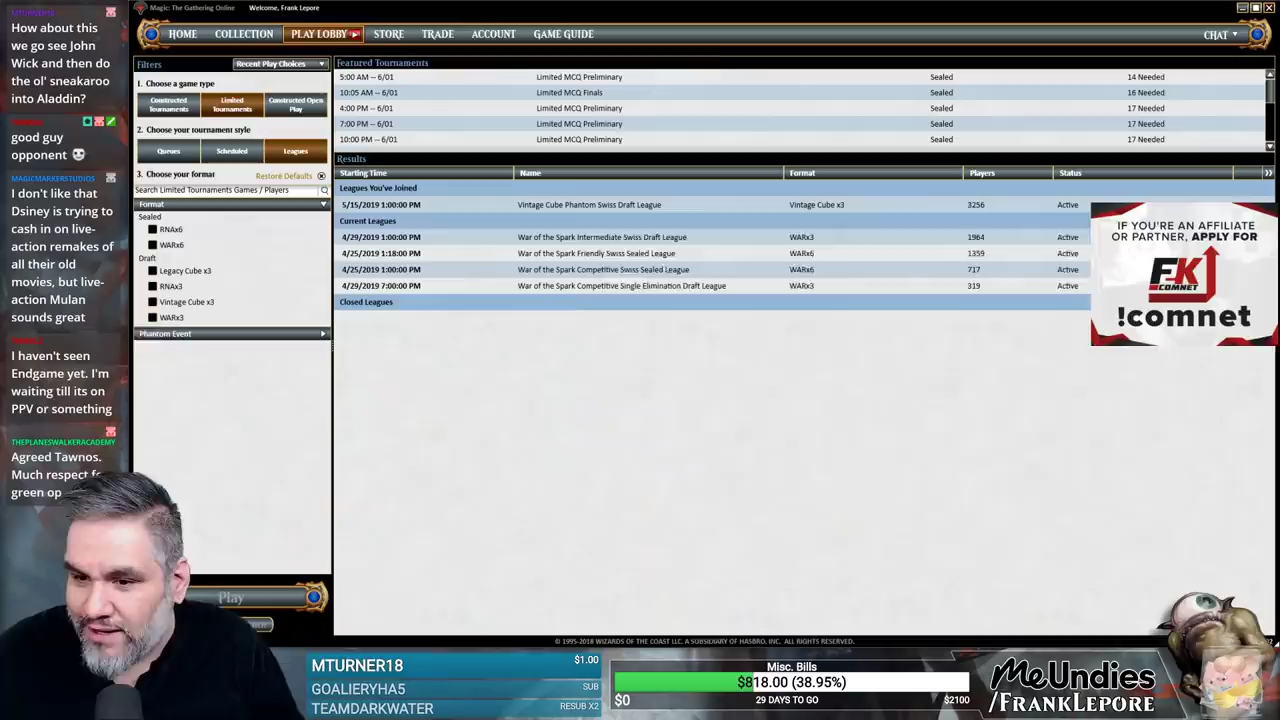 Magic: The Gathering Online Welcome, Frank Lepore
HOME COLLECTION PLAY LOBBY STORE TRADE ACCOUNT GAME GUIDE CHAT
How about this
we go see John
Wick and then do
the ol' sneakaroo
into Aladdin?
good guy
opponent
MAGICMARKERSTUDIOS
I don't like that
Dsiney is trying to
cash in on live-
action remakes of
all their old
movies, but live-
action Mulan
sounds great
I haven't seen
Endgame yet. I'm
waiting till its on
PPV or something
THEPLANESWALKERACADEMY
Agreed Tawnos.
Much respect
green op
Filters Recent Play Choices
1. Choose a game type
Constructed Tournaments Limited Tournaments Constructed Open Play
2. Choose your tournament style
Queues Scheduled Leagues
3. Choose your format Restore Defaults
Search Limited Tournaments Games / Players
Format
Sealed
RNAx6
WARx6
Draft
Legacy Cube x3
RNAx3
Vintage Cube x3
WARx3
Phantom Event
Play
Featured Tournaments
5:00 AM -- 6/01 Limited MCQ Preliminary Sealed 14 Needed
10:05 AM -- 6/01 Limited MCQ Finals Sealed 16 Needed
4:00 PM -- 6/01 Limited MCQ Preliminary Sealed 17 Needed
7:00 PM -- 6/01 Limited MCQ Preliminary Sealed 17 Needed
10:00 PM -- 6/01 Limited MCQ Preliminary Sealed 17 Needed
Results
Starting Time Name Format Players Status
Leagues You've Joined
5/15/2019 1:00:00 PM Vintage Cube Phantom Swiss Draft League Vintage Cube x3 3256 Active
Current Leagues
4/29/2019 1:00:00 PM War of the Spark Intermediate Swiss Draft League WARx3 1964 Active
4/25/2019 1:18:00 PM War of the Spark Friendly Swiss Sealed League WARx6 1359 Active
4/25/2019 1:00:00 PM War of the Spark Competitive Swiss Sealed League WARx6 717 Active
4/29/2019 7:00:00 PM War of the Spark Competitive Single Elimination Draft League WARx3 319 Active
Closed Leagues
IF YOU'RE AN AFFILIATE
OR PARTNER, APPLY FOR
COMNET
!comnet
© 1995-2018 WIZARDS OF THE COAST LLC. A SUBSIDIARY OF HASBRO, INC. ALL RIGHTS RESERVED.
MTURNER18 $1.00
GOALIERYHA5 SUB
TEAMDARKWATER RESUB X2
Misc. Bills
$818.00 (38.95%)
$0 29 DAYS TO GO $2100
MeUndies
/FRANKLEPORE